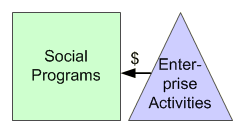 Social
Programs
$
Enter-
prise
Activities